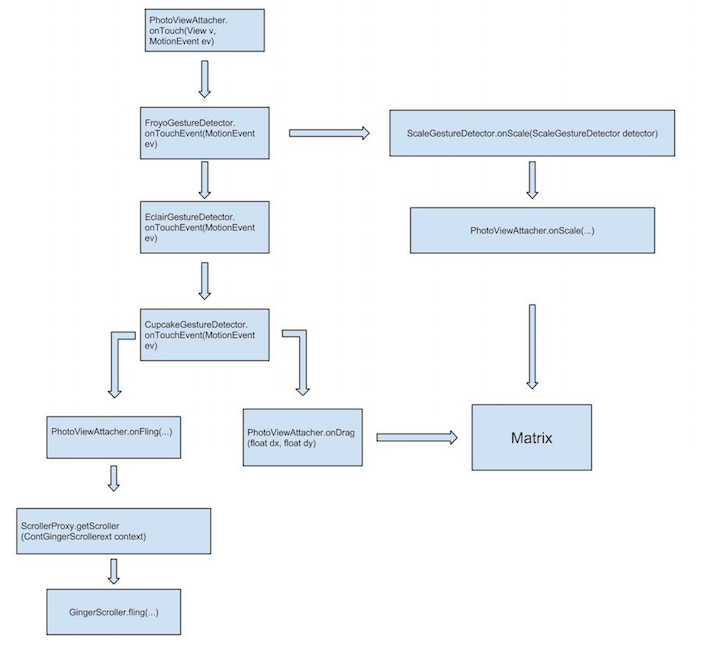 PhotoViewAttacher.
onTouch(View v,
MotionEvent ev)
FroyoGestureDetector.
onTouchEvent(MotionEvent
ev)
ScaleGestureDetector.onScale(ScaleGestureDetector detector)
EclairGestureDetector.
onTouchEvent(MotionEvent
ev)
PhotoViewAttacher.onScale(...)
CupcakeGestureDetector.
onTouchEvent(MotionEvent
ev)
PhotoViewAttacher.onFling(...)
PhotoViewAttacher.onDrag
(float dx, float dy)
Matrix
ScrollerProxy.getScroller
(ContGingerScrollerext context)
GingerScroller.fling(...)